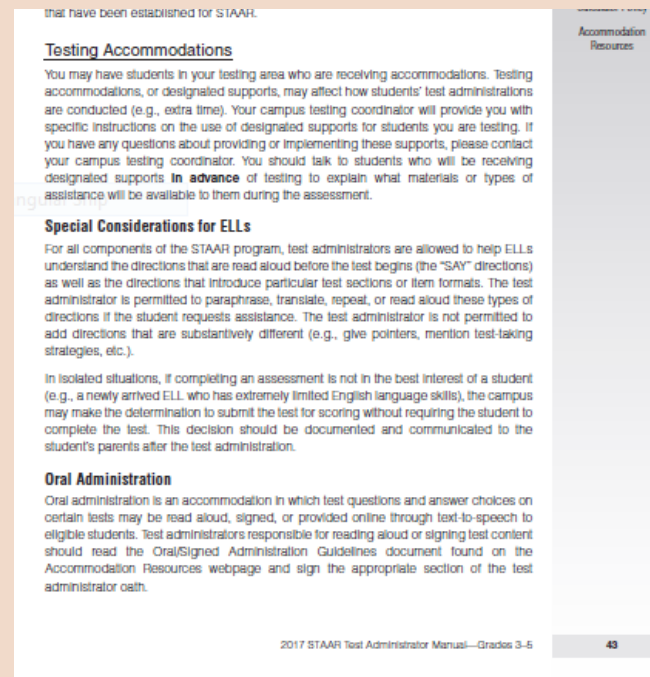 that have been established for STAAR.
Accommodation
Resources
Testing Accommodations
You may have students in your testing area who are receiving accommodations. Testing
accommodations, or designated supports, may affect how students' test administrations
are conducted (e.g., extra time). Your campus testing coordinator will provide you with
specific instructions on the use of designated supports for students you are testing. If
you have any questions about providing or implementing these supports, please contact
your campus testing coordinator. You should talk to students who will be receiving
designated supports in advance of testing to explain what materials or types of
assistance will be available to them during the assessment.
Special Considerations for ELLs
For all components of the STAAR program, test administrators are allowed to help ELLs
understand the directions that are read aloud before the test begins (the "SAY" directions)
as well as the directions that introduce particular test sections or item formats. The test
administrator is permitted to paraphrase, translate, repeat, or read aloud these types of
directions if the student requests assistance. The test administrator is not permitted to
add directions that are substantively different (e.g., give pointers, mention test-taking
strategies, etc.).
In isolated situations, if completing an assessment is not in the best interest of a student
(e.g., a newly arrived ELL who has extremely limited English language skills), the campus
may make the determination to submit the test for scoring without requiring the student to
complete the test. This decision should be documented and communicated to the
student's parents after the test administration.
Oral Administration
Oral administration is an accommodation in which test questions and answer choices on
certain tests may be read aloud, signed, or provided online through text-to-speech to
eligible students. Test administrators responsible for reading aloud or signing test content
should read the Oral/Signed Administration Guidelines document found on the
Accommodation Resources webpage and sign the appropriate section of the test
administrator oath.
2017 STAAR Test Administrator Manual—Grades 3–5
43